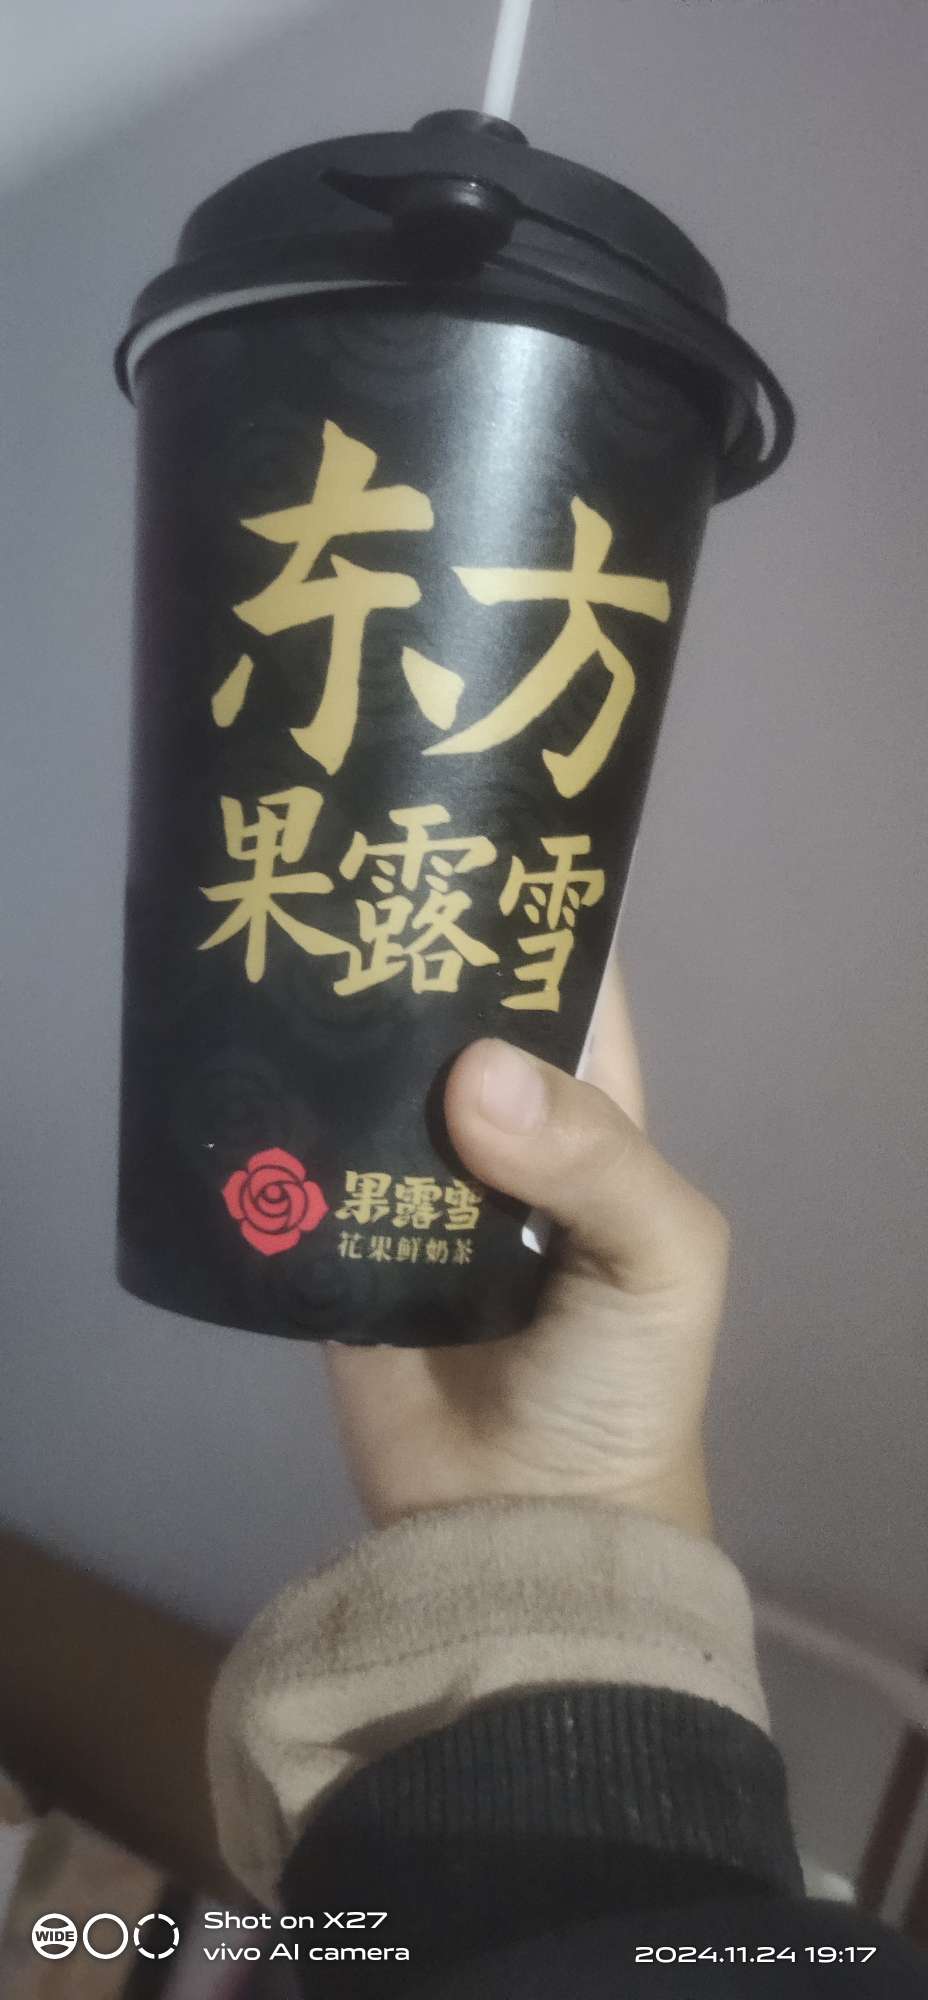 东方
果露雪
果露雪
花果鲜奶茶
WIDE
Shot on X27
vivo AI camera
2024.11.24 19:17